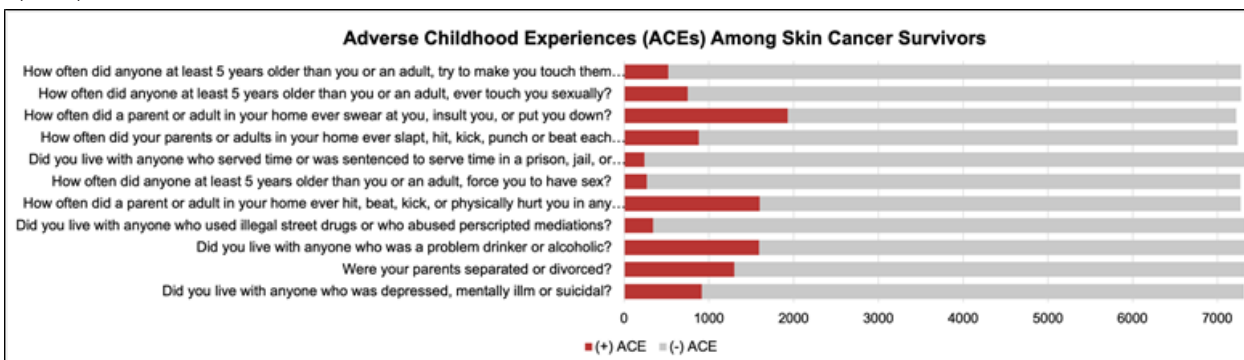 Adverse Childhood Experiences (ACEs) Among Skin Cancer Survivors
How often did anyone at least 5 years older than you or an adult, try to make you touch them...
How often did anyone at least 5 years older than you or an adult, ever touch you sexually?
How often did a parent or adult in your home ever swear at you, insult you, or put you down?
How often did your parents or adults in your home ever slapt, hit, kick, punch or beat each...
Did you live with anyone who served time or was sentenced to serve time in a prison, jail, or...
How often did anyone at least 5 years older than you or an adult, force you to have sex?
How often did a parent or adult in your home ever hit, beat, kick, or physically hurt you in any...
Did you live with anyone who used illegal street drugs or who abused perscripted mediations?
Did you live with anyone who was a problem drinker or alcoholic?
Were your parents separated or divorced?
Did you live with anyone who was depressed, mentally illm or suicidal?
0 1000 2000 3000 4000 5000 6000 7000
(+) ACE (-) ACE